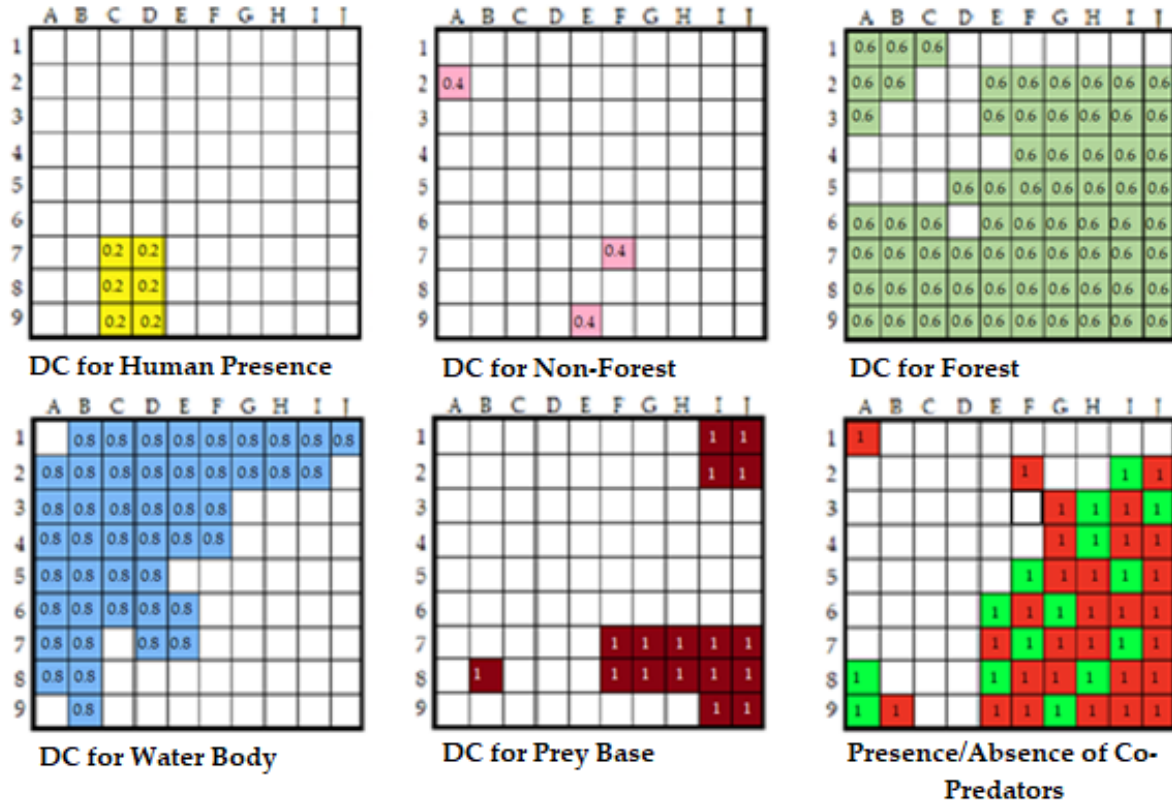 A B C D E F G H I J
1
2
3
4
5
6
7 0.2 0.2
8 0.2 0.2
9 0.2 0.2
DC for Human Presence
A B C D E F G H I J
1
2 0.4
3
4
5
6
7 0.4
8
9 0.4
DC for Non-Forest
A B C D E F G H I J
1 0.6 0.6 0.6
2 0.6 0.6 0.6 0.6 0.6 0.6 0.6 0.6
3 0.6 0.6 0.6 0.6 0.6 0.6 0.6
4 0.6 0.6 0.6 0.6 0.6
5 0.6 0.6 0.6 0.6 0.6 0.6 0.6
6 0.6 0.6 0.6 0.6 0.6 0.6 0.6 0.6 0.6
7 0.6 0.6 0.6 0.6 0.6 0.6 0.6 0.6 0.6 0.6
8 0.6 0.6 0.6 0.6 0.6 0.6 0.6 0.6 0.6 0.6
9 0.6 0.6 0.6 0.6 0.6 0.6 0.6 0.6 0.6 0.6
DC for Forest
A B C D E F G H I J
1 0.8 0.8 0.8 0.8 0.8 0.8 0.8 0.8 0.8
2 0.8 0.8 0.8 0.8 0.8 0.8 0.8 0.8 0.8
3 0.8 0.8 0.8 0.8 0.8 0.8
4 0.8 0.8 0.8 0.8 0.8 0.8
5 0.8 0.8 0.8 0.8
6 0.8 0.8 0.8 0.8 0.8
7 0.8 0.8 0.8 0.8
8 0.8 0.8
9 0.8
DC for Water Body
A B C D E F G H I J
1 1 1
2 1 1
3
4
5
6
7 1 1 1 1 1
8 1 1 1 1 1 1
9 1 1
DC for Prey Base
A B C D E F G H I J
1 1
2 1 1 1
3 1 1 1 1
4 1 1 1 1
5 1 1 1 1 1
6 1 1 1 1 1 1
7 1 1 1 1 1 1
8 1 1 1 1 1 1 1
9 1 1 1 1 1 1 1 1
Presence/Absence of Co-
Predators